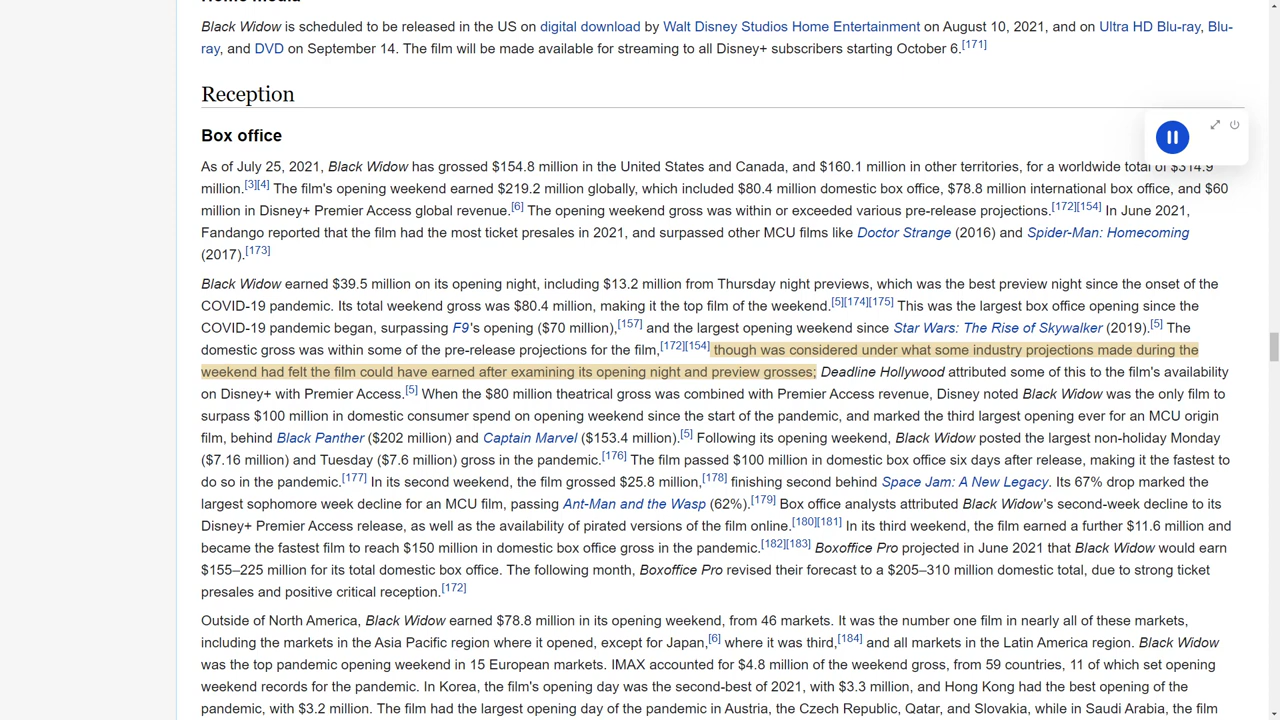 Home media
Black Widow is scheduled to be released in the US on digital download by Walt Disney Studios Home Entertainment on August 10, 2021, and on Ultra HD Blu-ray, Blu-
ray, and DVD on September 14. The film will be made available for streaming to all Disney+ subscribers starting October 6.[171]
Reception
Box office
As of July 25, 2021, Black Widow has grossed $154.8 million in the United States and Canada, and $160.1 million in other territories, for a worldwide total of $314.9
million.[3][4] The film's opening weekend earned $219.2 million globally, which included $80.4 million domestic box office, $78.8 million international box office, and $60
million in Disney+ Premier Access global revenue.[6] The opening weekend gross was within or exceeded various pre-release projections.[172][154] In June 2021,
Fandango reported that the film had the most ticket presales in 2021, and surpassed other MCU films like Doctor Strange (2016) and Spider-Man: Homecoming
(2017).[173]
Black Widow earned $39.5 million on its opening night, including $13.2 million from Thursday night previews, which was the best preview night since the onset of the
COVID-19 pandemic. Its total weekend gross was $80.4 million, making it the top film of the weekend.[5][174][175] This was the largest box office opening since the
COVID-19 pandemic began, surpassing F9's opening ($70 million),[157] and the largest opening weekend since Star Wars: The Rise of Skywalker (2019).[5] The
domestic gross was within some of the pre-release projections for the film,[172][154] though was considered under what some industry projections made during the
weekend had felt the film could have earned after examining its opening night and preview grosses; Deadline Hollywood attributed some of this to the film's availability
on Disney+ with Premier Access.[5] When the $80 million theatrical gross was combined with Premier Access revenue, Disney noted Black Widow was the only film to
surpass $100 million in domestic consumer spend on opening weekend since the start of the pandemic, and marked the third largest opening ever for an MCU origin
film, behind Black Panther ($202 million) and Captain Marvel ($153.4 million).[5] Following its opening weekend, Black Widow posted the largest non-holiday Monday
($7.16 million) and Tuesday ($7.6 million) gross in the pandemic.[176] The film passed $100 million in domestic box office six days after release, making it the fastest to
do so in the pandemic.[177] In its second weekend, the film grossed $25.8 million,[178] finishing second behind Space Jam: A New Legacy. Its 67% drop marked the
largest sophomore week decline for an MCU film, passing Ant-Man and the Wasp (62%).[179] Box office analysts attributed Black Widow's second-week decline to its
Disney+ Premier Access release, as well as the availability of pirated versions of the film online.[180][181] In its third weekend, the film earned a further $11.6 million and
became the fastest film to reach $150 million in domestic box office gross in the pandemic.[182][183] Boxoffice Pro projected in June 2021 that Black Widow would earn
$155–225 million for its total domestic box office. The following month, Boxoffice Pro revised their forecast to a $205–310 million domestic total, due to strong ticket
presales and positive critical reception.[172]
Outside of North America, Black Widow earned $78.8 million in its opening weekend, from 46 markets. It was the number one film in nearly all of these markets,
including the markets in the Asia Pacific region where it opened, except for Japan,[6] where it was third,[184] and all markets in the Latin America region. Black Widow
was the top pandemic opening weekend in 15 European markets. IMAX accounted for $4.8 million of the weekend gross, from 59 countries, 11 of which set opening
weekend records for the pandemic. In Korea, the film's opening day was the second-best of 2021, with $3.3 million, and Hong Kong had the best opening of the
pandemic, with $3.2 million. The film had the largest opening day of the pandemic in Austria, the Czech Republic, Qatar, and Slovakia, while in Saudi Arabia, the film